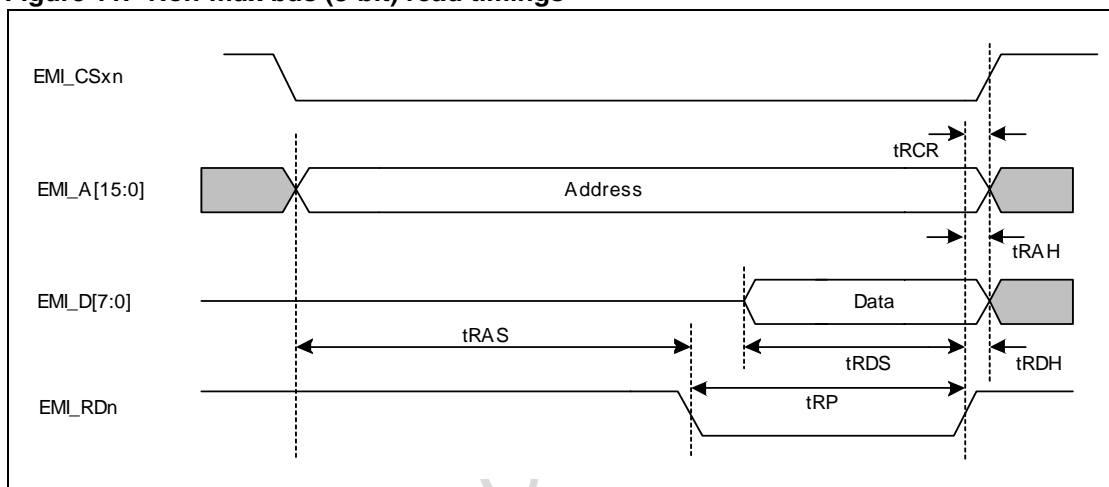 EMI_CSxn
tRCR
EMI_A[15:0]
Address
tRAH
EMI_D[7:0]
Data
tRAS
tRDS
tRDH
EMI_RDn
tRP